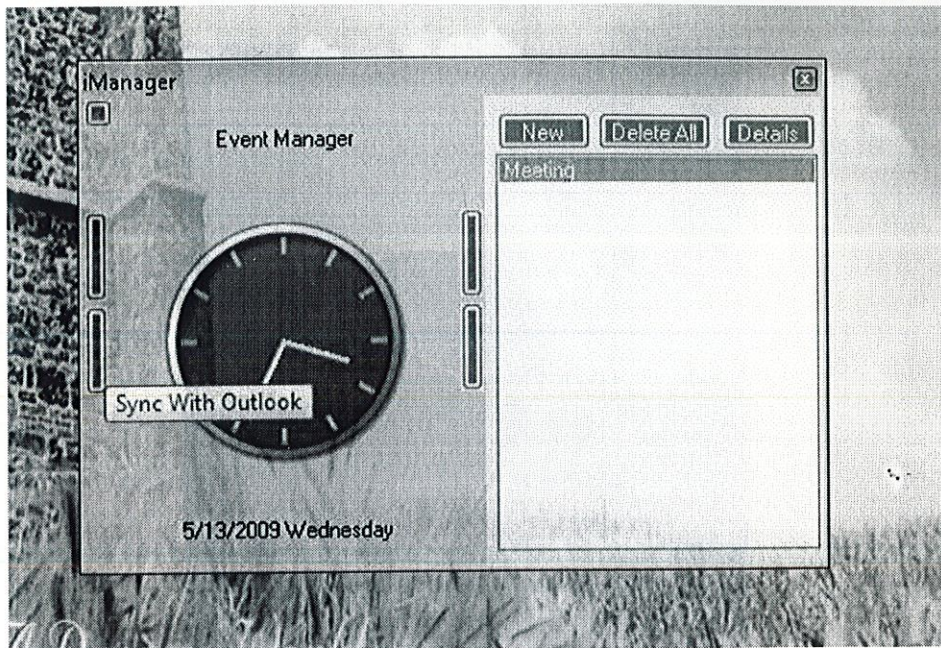 iManager
Event Manager
New Delete All Details
Meeting
Sync With Outlook
5/13/2009 Wednesday